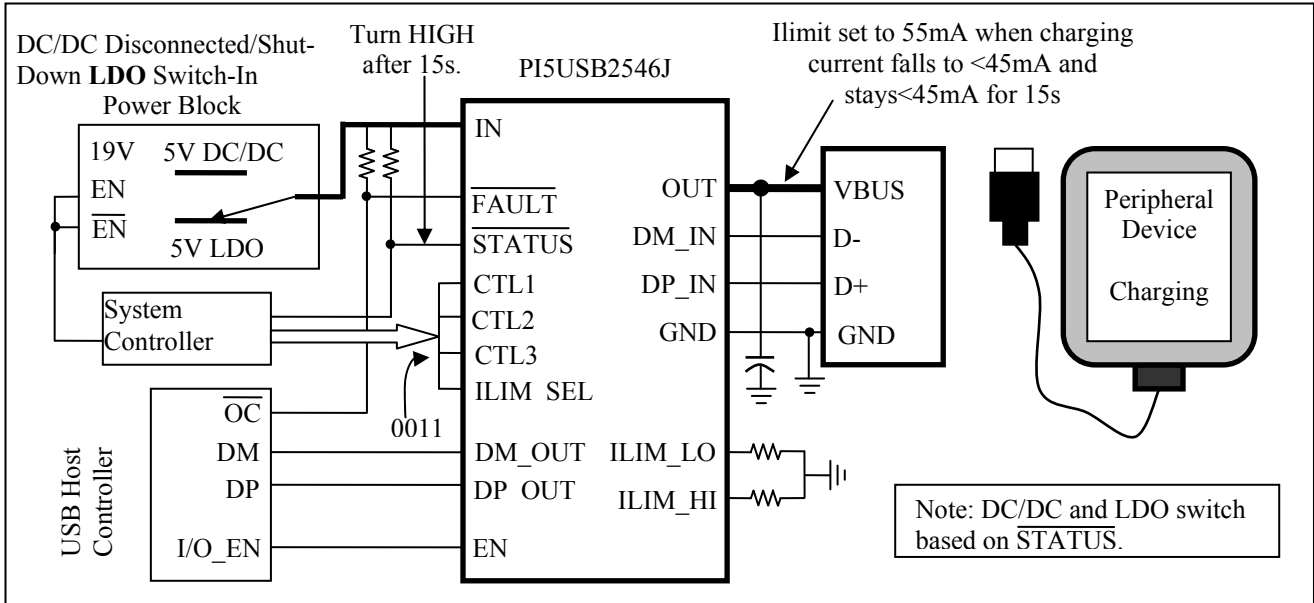 DC/DC Disconnected/Shut-
Down LDO Switch-In
Power Block
Turn HIGH
after 15s.
PI5USB2546J
Ilimit set to 55mA when charging
current falls to <45mA and
stays<45mA for 15s
19V
5V DC/DC
EN
EN
5V LDO
System
Controller
USB Host
Controller
OC
DM
DP
I/O_EN
0011
IN
FAULT
STATUS
CTL1
CTL2
CTL3
ILIM SEL
DM_OUT
DP OUT
EN
OUT
DM_IN
DP_IN
GND
ILIM_LO
ILIM_HI
VBUS
D-
D+
GND
Peripheral
Device
Charging
Note: DC/DC and LDO switch
based on STATUS.